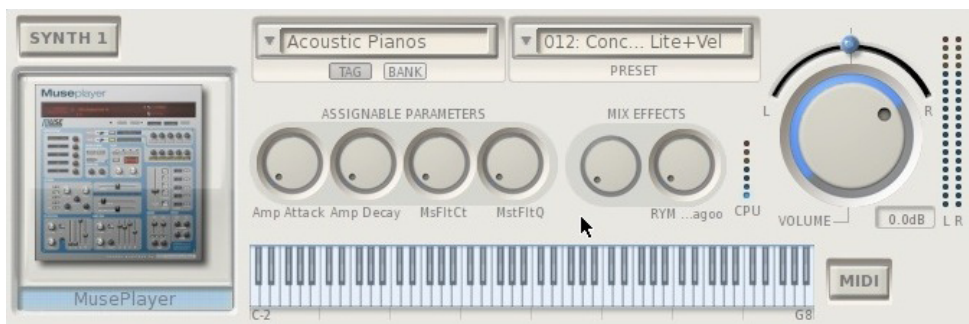 SYNTH 1
Museplayer
MusePlayer
Acoustic Pianos
TAG BANK
012: Conc... Lite+Vel
PRESET
ASSIGNABLE PARAMETERS
Amp Attack Amp Decay MsFltCt MstFltQ
MIX EFFECTS
RYM ...agoo
CPU
L R
VOLUME
0.0dB
L R
C-2 G8
MIDI